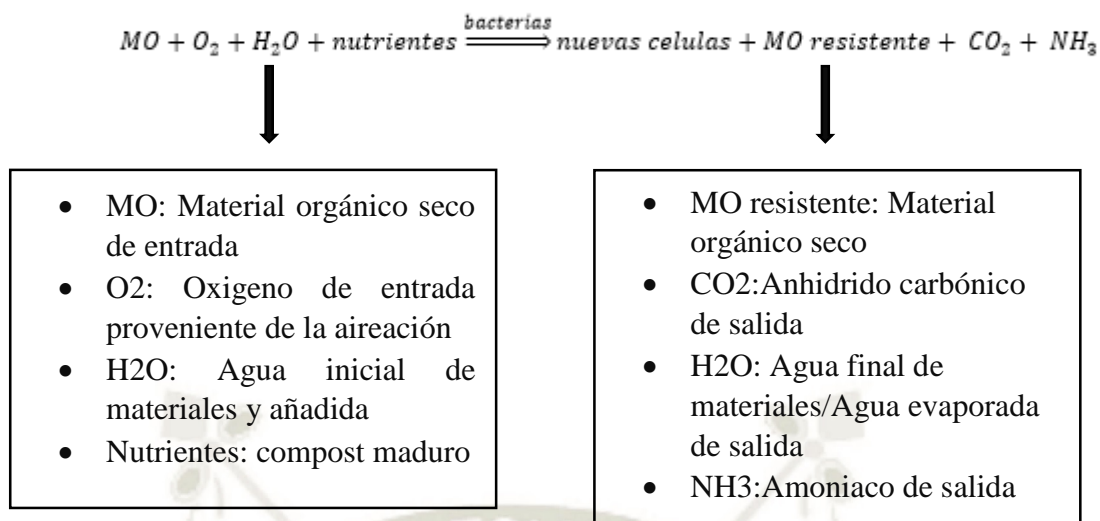 bacterias
MO + O₂ + H₂O + nutrientes ⟹ nuevas celulas + MO resistente + CO₂ + NH₃
• MO: Material orgánico seco
de entrada
• O2: Oxigeno de entrada
proveniente de la aireación
• H2O: Agua inicial de
materiales y añadida
• Nutrientes: compost maduro
• MO resistente: Material
orgánico seco
• CO2:Anhidrido carbónico
de salida
• H2O: Agua final de
materiales/Agua evaporada
de salida
• NH3:Amoniaco de salida